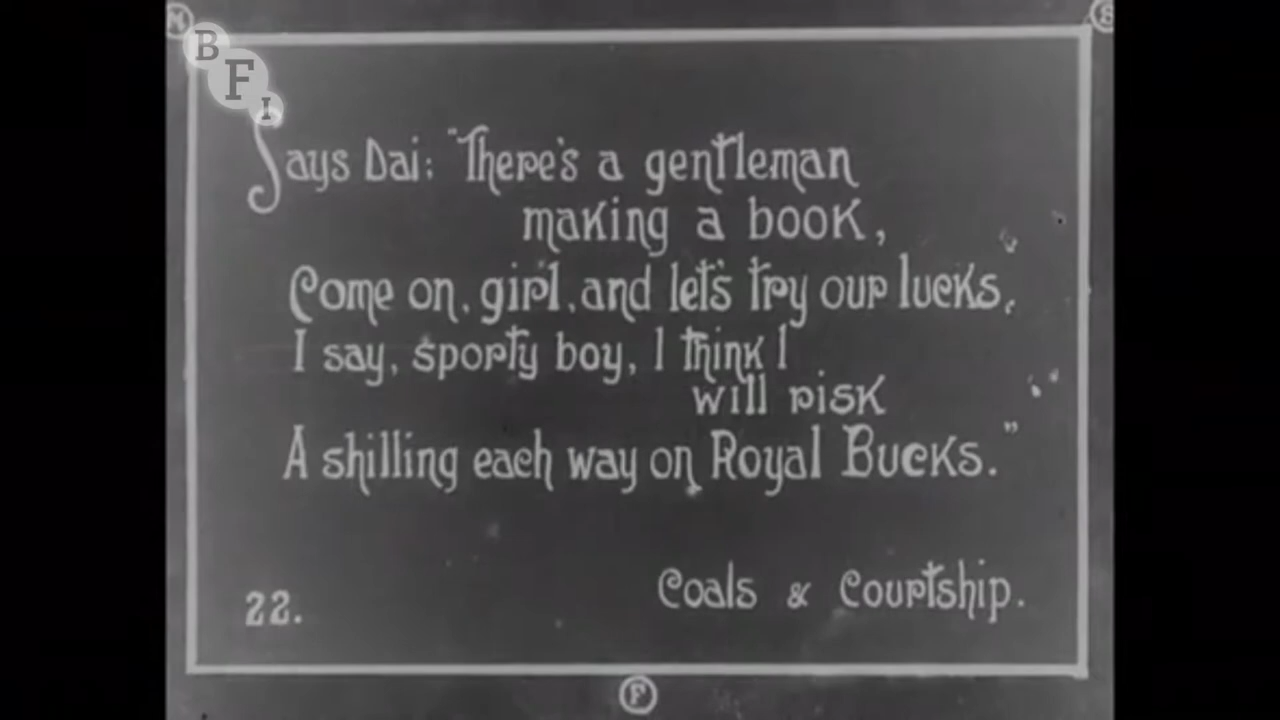 M
S
BFI
Says Dai: "There's a gentleman
making a book,
Come on, girl, and let's try our lucks,"
I say, sporty boy, I think I
will risk
A shilling each way on Royal Bucks."
22.
Coals & Courtship.
F